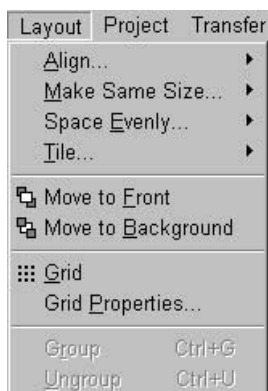 Layout Project Transfer
Align...
Make Same Size...
Space Evenly...
Tile...
Move to Front
Move to Background
Grid
Grid Properties...
Group Ctrl+G
Ungroup Ctrl+U